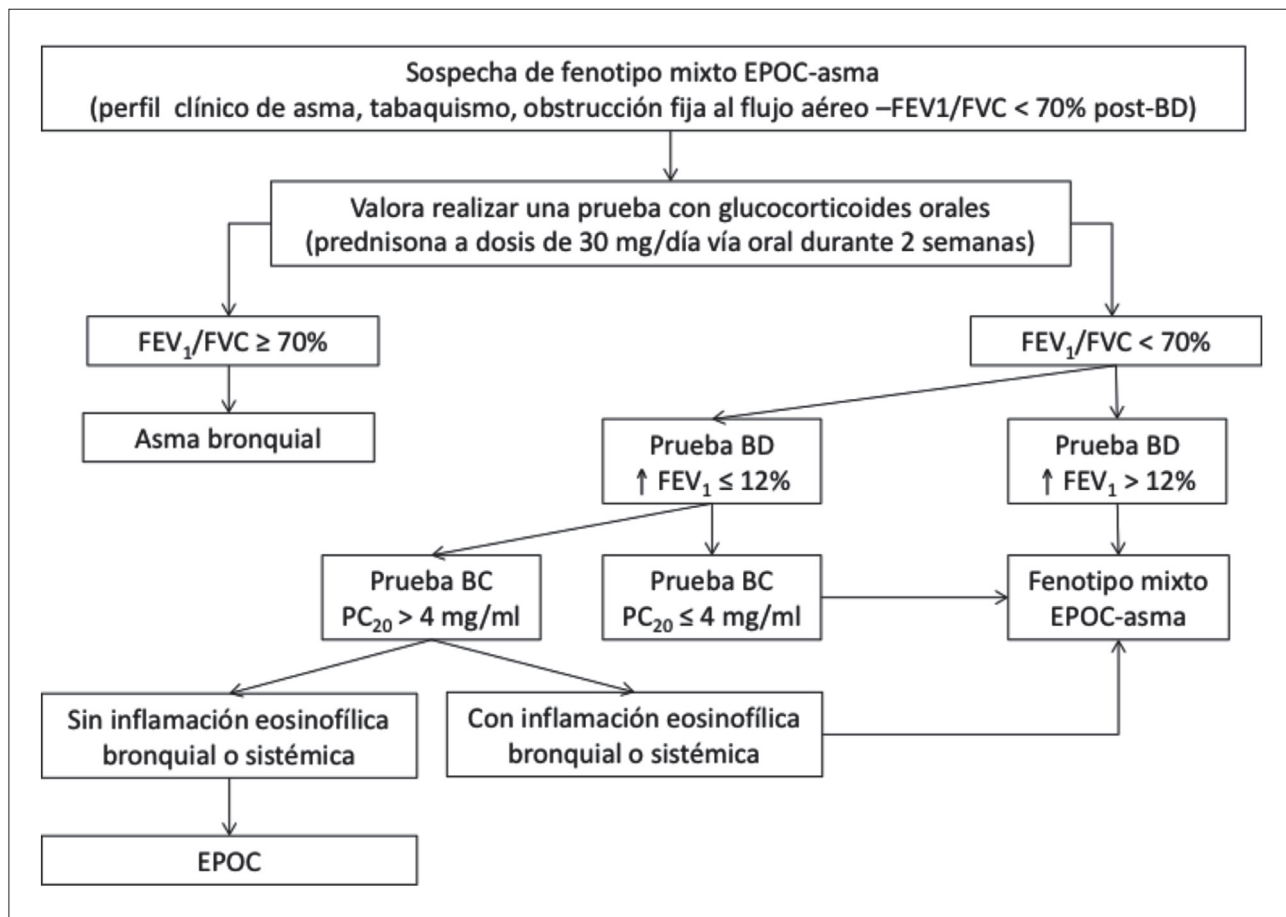 Sospecha de fenotipo mixto EPOC-asma
(perfil clínico de asma, tabaquismo, obstrucción fija al flujo aéreo –FEV1/FVC < 70% post-BD)
Valora realizar una prueba con glucocorticoides orales
(prednisona a dosis de 30 mg/día vía oral durante 2 semanas)
FEV₁/FVC ≥ 70%
FEV₁/FVC < 70%
Asma bronquial
Prueba BD
↑ FEV₁ ≤ 12%
Prueba BD
↑ FEV₁ > 12%
Prueba BC
PC₂₀ > 4 mg/ml
Prueba BC
PC₂₀ ≤ 4 mg/ml
Fenotipo mixto
EPOC-asma
Sin inflamación eosinofílica
bronquial o sistémica
Con inflamación eosinofílica
bronquial o sistémica
EPOC